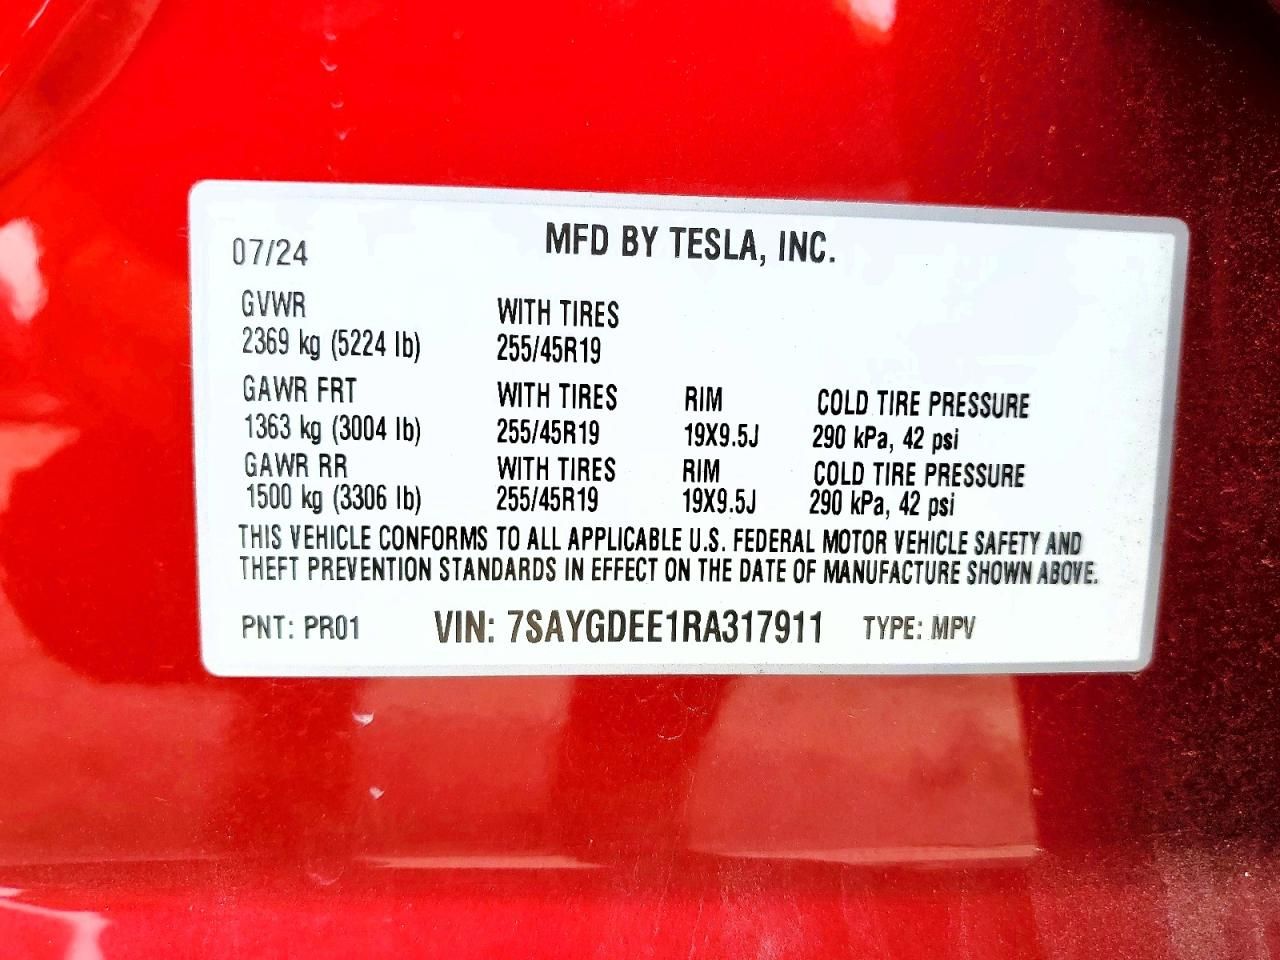 07/24 MFD BY TESLA, INC.
GVWR WITH TIRES
2369 kg (5224 lb) 255/45R19
GAWR FRT WITH TIRES RIM COLD TIRE PRESSURE
1363 kg (3004 lb) 255/45R19 19X9.5J 290 kPa, 42 psi
GAWR RR WITH TIRES RIM COLD TIRE PRESSURE
1500 kg (3306 lb) 255/45R19 19X9.5J 290 kPa, 42 psi
THIS VEHICLE CONFORMS TO ALL APPLICABLE U.S. FEDERAL MOTOR VEHICLE SAFETY AND
THEFT PREVENTION STANDARDS IN EFFECT ON THE DATE OF MANUFACTURE SHOWN ABOVE.
PNT: PR01 VIN: 7SAYGDEE1RA317911 TYPE: MPV